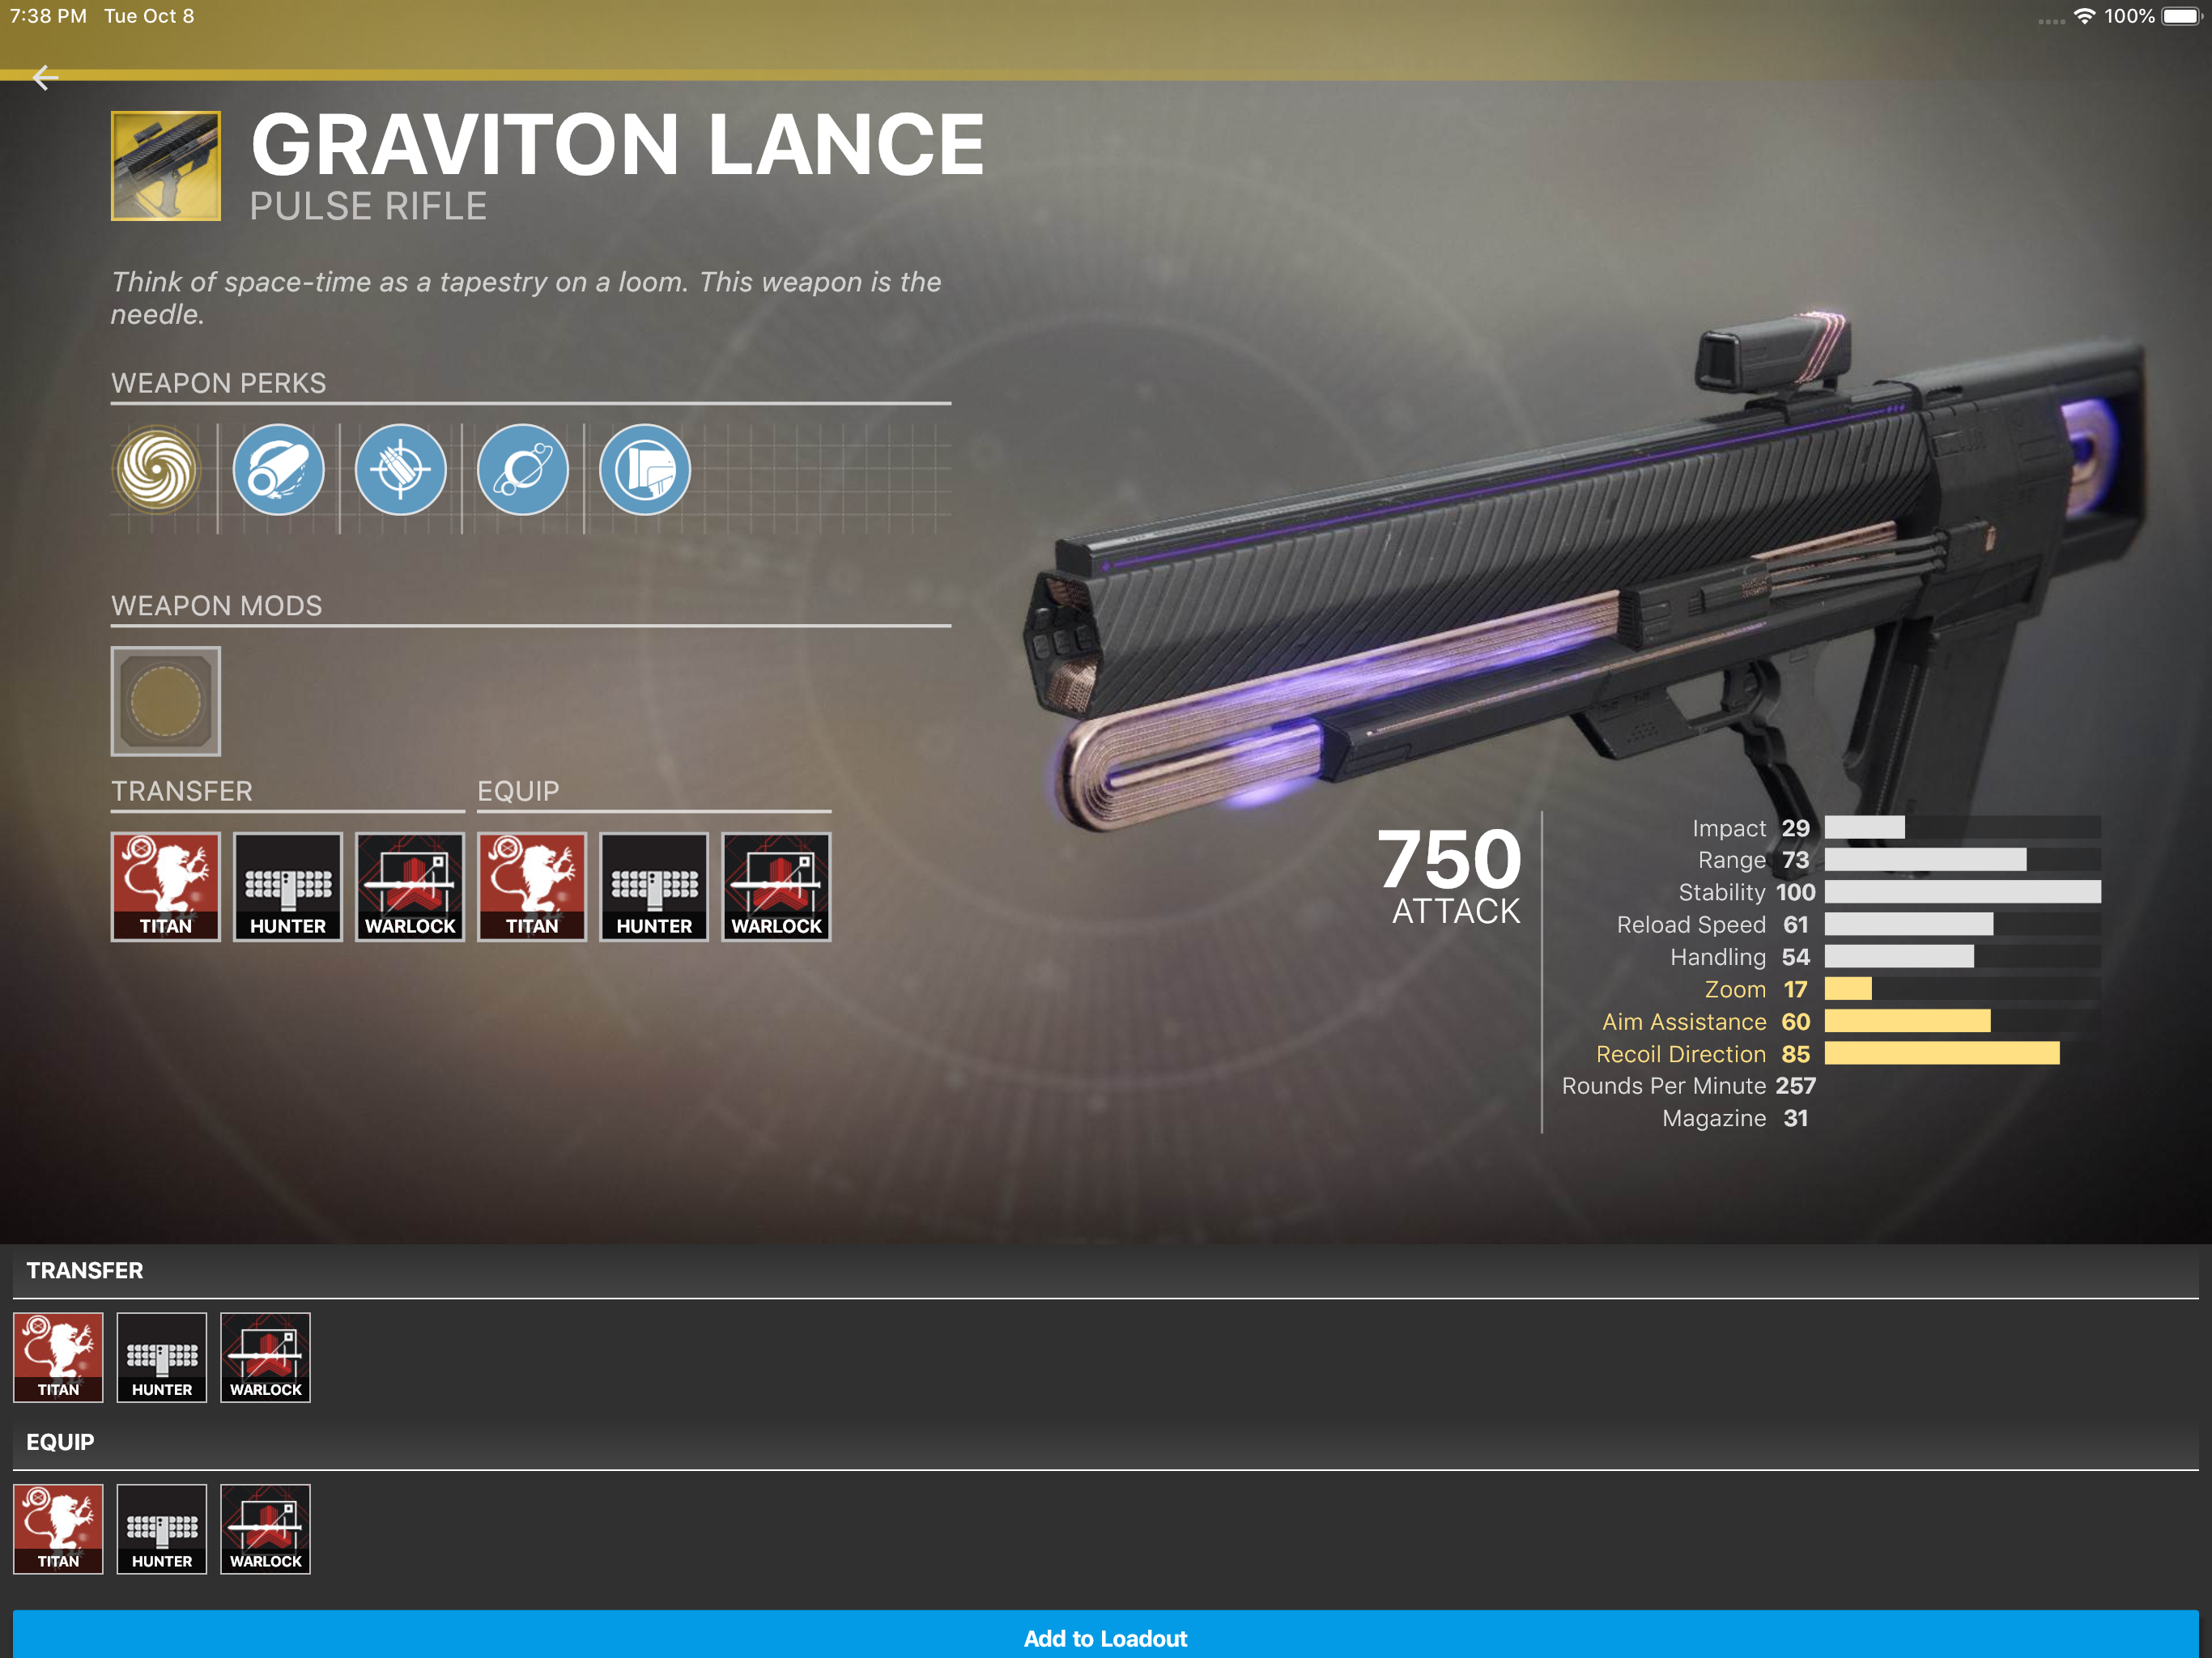 7:38 PM Tue Oct 8
100%
GRAVITON LANCE
PULSE RIFLE
Think of space-time as a tapestry on a loom. This weapon is the
needle.
WEAPON PERKS
WEAPON MODS
TRANSFER EQUIP
TITAN HUNTER WARLOCK TITAN HUNTER WARLOCK
750
ATTACK
Impact 29
Range 73
Stability 100
Reload Speed 61
Handling 54
Zoom 17
Aim Assistance 60
Recoil Direction 85
Rounds Per Minute 257
Magazine 31
TRANSFER
TITAN HUNTER WARLOCK
EQUIP
TITAN HUNTER WARLOCK
Add to Loadout